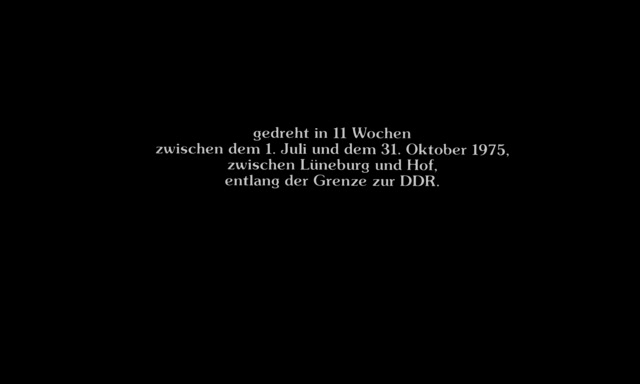 gedreht in 11 Wochen
zwischen dem 1. Juli und dem 31. Oktober 1975,
zwischen Lüneburg und Hof,
entlang der Grenze zur DDR.